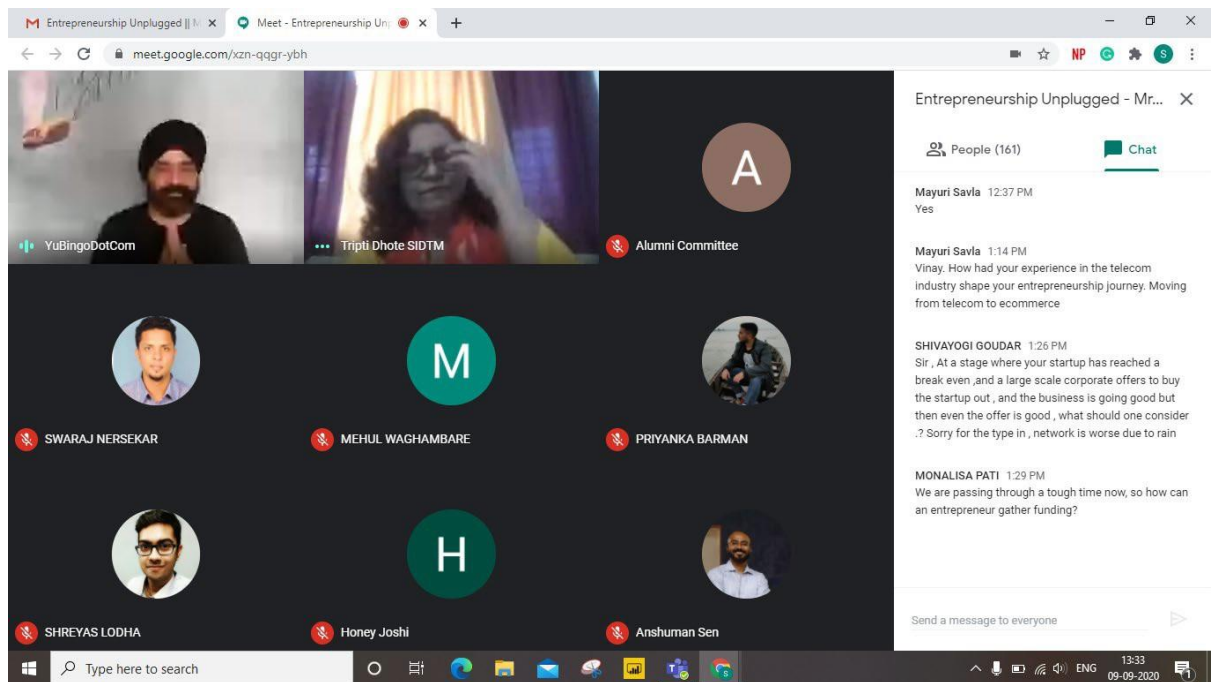 Entrepreneurship Unplugged || M
Meet - Entrepreneurship Unp
meet.google.com/xzn-qqgr-ybh
NP
S
YuBingoDotCom
Tripti Dhote SIDTM
A
Alumni Committee
SWARAJ NERSEKAR
M
MEHUL WAGHAMBARE
PRIYANKA BARMAN
SHREYAS LODHA
H
Honey Joshi
Anshuman Sen
Entrepreneurship Unplugged - Mr...
People (161)
Chat
Mayuri Savla 12:37 PM
Yes
Mayuri Savla 1:14 PM
Vinay. How had your experience in the telecom
industry shape your entrepreneurship journey. Moving
from telecom to ecommerce
SHIVAYOGI GOUDAR 1:26 PM
Sir , At a stage where your startup has reached a
break even ,and a large scale corporate offers to buy
the startup out , and the business is going good but
then even the offer is good , what should one consider
.? Sorry for the type in , network is worse due to rain
MONALISA PATI 1:29 PM
We are passing through a tough time now, so how can
an entrepreneur gather funding?
Send a message to everyone
Type here to search
ENG
13:33
09-09-2020
1